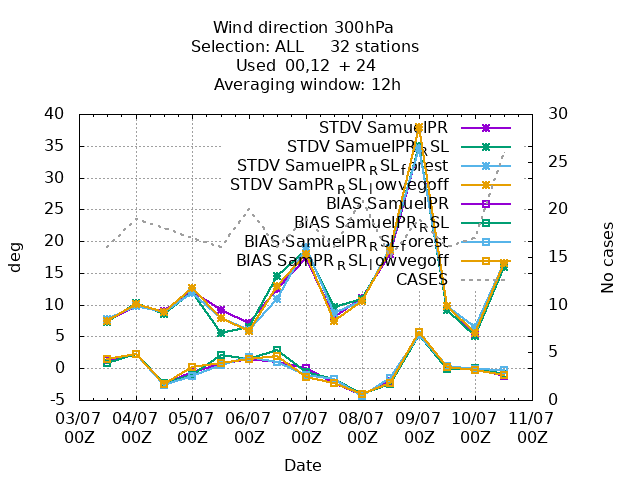 Wind direction 300hPa
Selection: ALL 32 stations
Used 00,12 + 24
Averaging window: 12h
STDV SamuelPR
STDV SamuelPR_RSL
STDV SamuelPR_RSL_forest
STDV SamPR_RSL_lowvegoff
BIAS SamuelPR
BIAS SamuelPR_RSL
BIAS SamuelPR_RSL_forest
BIAS SamPR_RSL_lowvegoff
CASES
deg
40
35
30
25
20
15
10
5
0
-5
No cases
30
25
20
15
10
5
0
03/07 04/07 05/07 06/07 07/07 08/07 09/07 10/07 11/07
00Z 00Z 00Z 00Z 00Z 00Z 00Z 00Z 00Z
Date